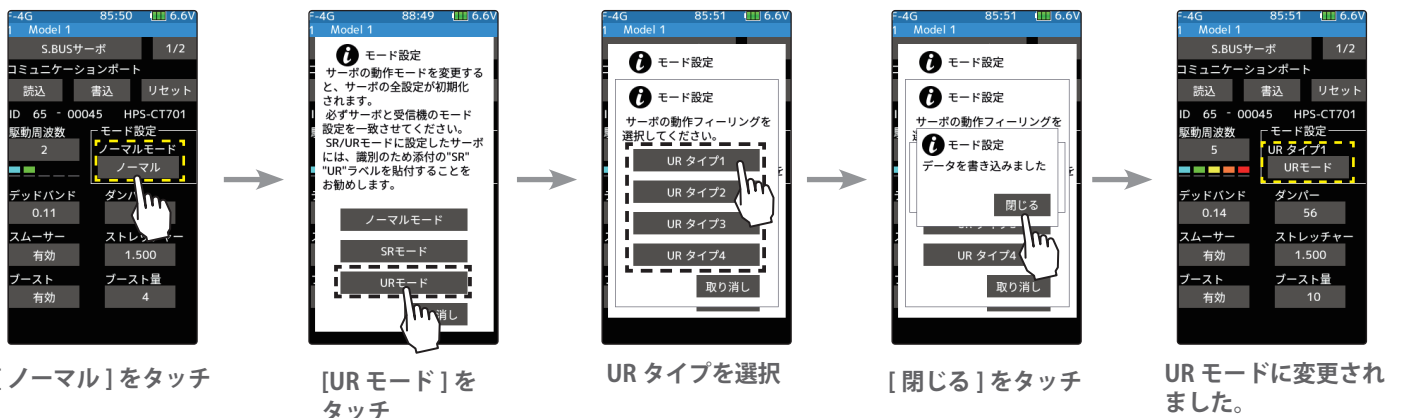 F-4G 85:50 6.6V
1 Model 1
S.BUSサーボ 1/2
コミュニケーションポート
読込 書込 リセット
ID 65 - 00045 HPS-CT701
駆動周波数 モード設定
2 ノーマルモード
ノーマル
デッドバンド ダンパー
0.11
スムーサー ストレッチャー
有効 1.500
ブースト ブースト量
有効 4
[ ノーマル ] をタッチ
F-4G 88:49 6.6V
1 Model 1
i モード設定
サーボの動作モードを変更する
と、サーボの全設定が初期化
されます。
必ずサーボと受信機のモード
設定を一致させてください。
SR/URモードに設定したサーボ
には、識別のため添付の"SR"
"UR"ラベルを貼付することを
お勧めします。
ノーマルモード
SRモード
URモード
消し
[UR モード ] を
タッチ
F-4G 85:51 6.6V
1 Model 1
i モード設定
i モード設定
サーボの動作フィーリングを
選択してください。
UR タイプ1
UR タイプ2
を
UR タイプ3
UR タイプ4
取り消し
UR タイプを選択
F-4G 85:51 6.6V
1 Model 1
i モード設定
i モード設定
サーボの動作フィーリングを
i モード設定
データを書き込みました
を
閉じる
UR タイプ4
取り消し
[ 閉じる ] をタッチ
F-4G 85:51 6.6V
1 Model 1
S.BUSサーボ 1/2
コミュニケーションポート
読込 書込 リセット
ID 65 - 00045 HPS-CT701
駆動周波数 モード設定
5 UR タイプ1
URモード
デッドバンド ダンパー
0.14 56
スムーサー ストレッチャー
有効 1.500
ブースト ブースト量
有効 10
UR モードに変更され
ました。